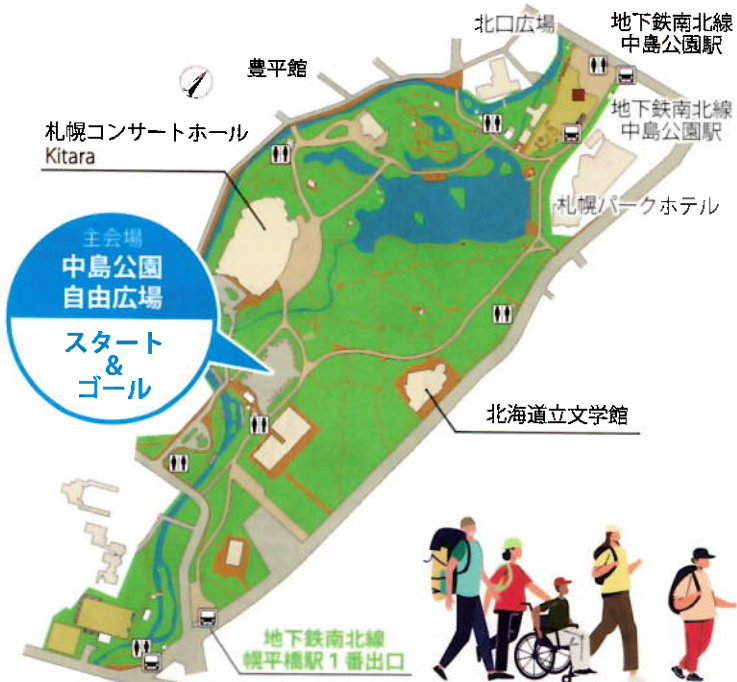 北口広場
地下鉄南北線
中島公園駅
豊平館
地下鉄南北線
中島公園駅
札幌コンサートホール
Kitara
札幌パークホテル
主会場
中島公園
自由広場
スタート
&
ゴール
北海道立文学館
地下鉄南北線
幌平橋駅1番出口